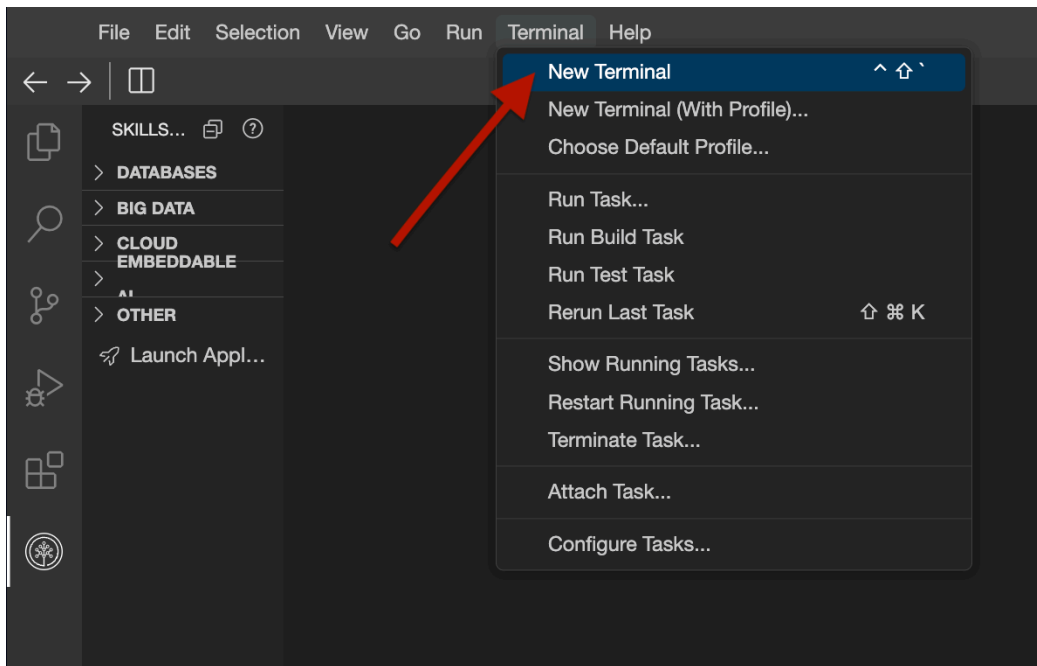 File Edit Selection View Go Run Terminal Help
SKILLS...
DATABASES
BIG DATA
CLOUD
EMBEDDABLE
OTHER
Launch Appl...
New Terminal ^ ⇧ `
New Terminal (With Profile)...
Choose Default Profile...
Run Task...
Run Build Task
Run Test Task
Rerun Last Task ⇧ ⌘ K
Show Running Tasks...
Restart Running Task...
Terminate Task...
Attach Task...
Configure Tasks...